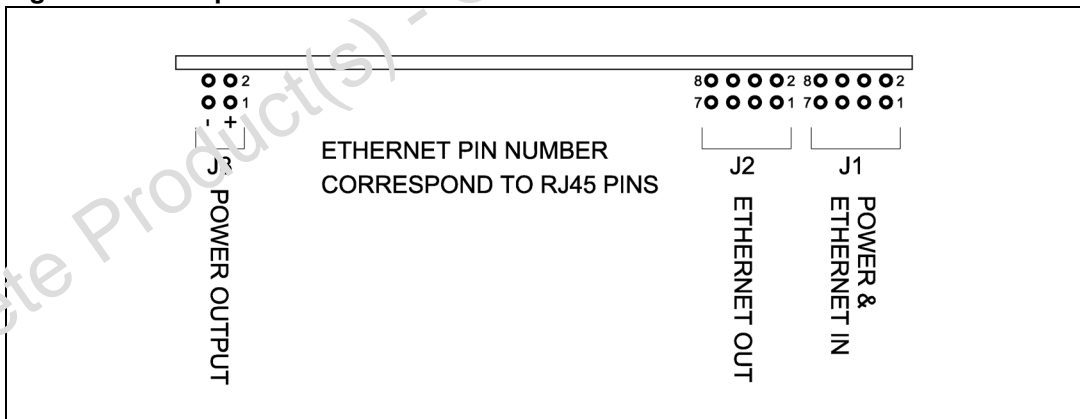 2 8 2 8 2
1 7 1 7 1
- +
J3 J2 J1
ETHERNET PIN NUMBER
CORRESPOND TO RJ45 PINS
POWER OUTPUT
ETHERNET OUT
POWER &
ETHERNET IN
Product(s) -